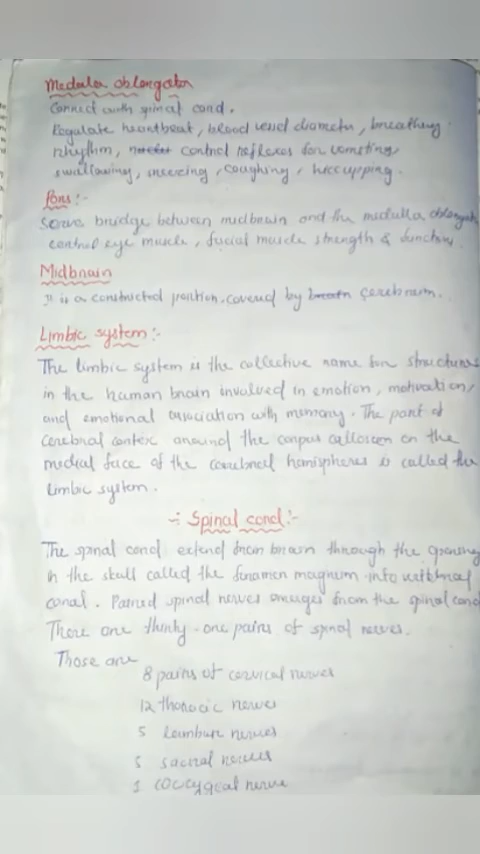 Medulla oblongata
Connect with spinal cord.
Regulate heartbeat, blood vessel diameter, breathing
rhythm, control reflexes for vomiting,
swallowing, sneezing, coughing, hiccupping.
Pons:-
Serve bridge between midbrain and the medulla oblongata
control eye muscle, facial muscle strength & function,
Midbrain
It is a constructed position. covered by cerebrum.
Limbic system:-
The limbic system is the collective name for structures
in the human brain involved in emotion, motivation,
and emotional association with memory. The part of
cerebral cortex around the corpus callosum on the
medial face of the cerebral hemispheres is called the
limbic system.
-: Spinal cord:-
The spinal cord extend from brain through the opening
in the skull called the foramen magnum into vertebral
canal. Paired spinal nerves emerges from the spinal cord
There are thirty-one pairs of spinal nerves.
Those are
8 pairs of cervical nerves
12 thoracic nerves
5 lumbar nerves
5 sacral nerves
1 coccygeal nerve